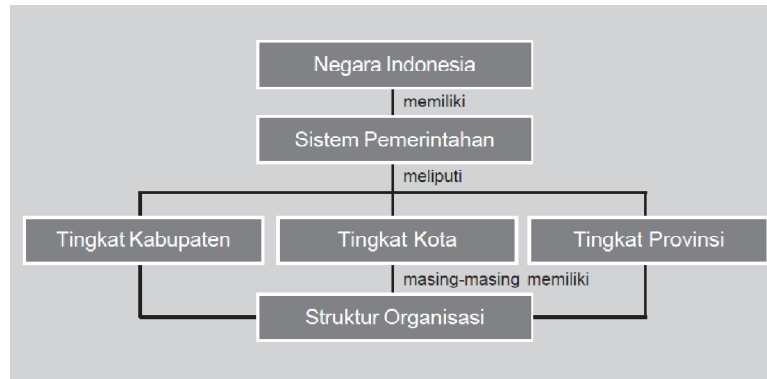 Negara Indonesia
memiliki
Sistem Pemerintahan
meliputi
Tingkat Kabupaten
Tingkat Kota
Tingkat Provinsi
masing-masing memiliki
Struktur Organisasi